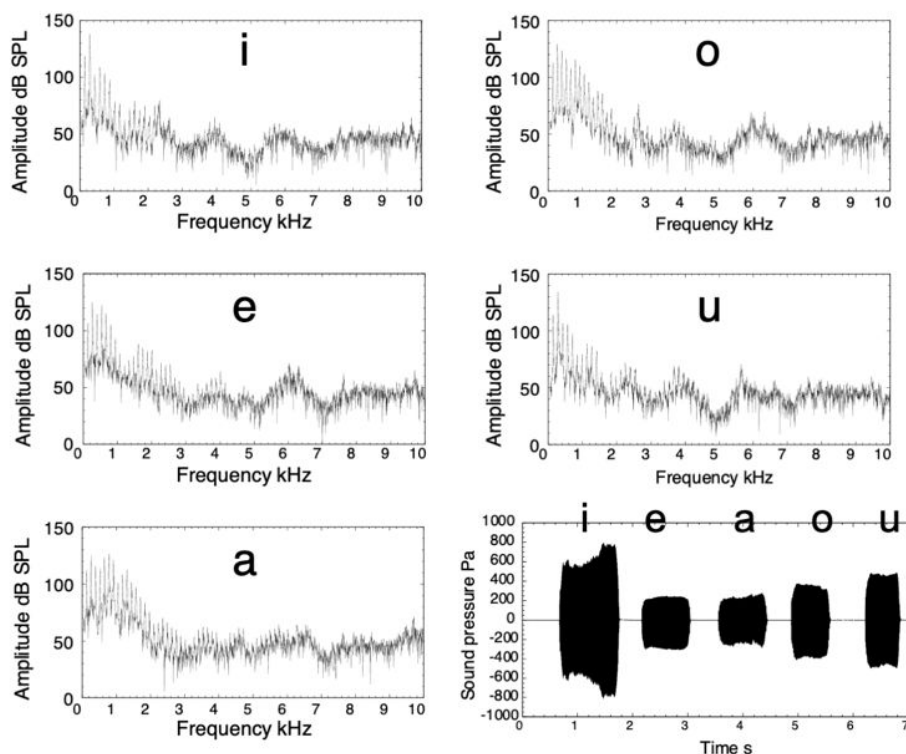 i
Amplitude dB SPL
150
100
50
0
0 1 2 3 4 5 6 7 8 9 10
Frequency kHz
o
Amplitude dB SPL
150
100
50
0
0 1 2 3 4 5 6 7 8 9 10
Frequency kHz
e
Amplitude dB SPL
150
100
50
0
0 1 2 3 4 5 6 7 8 9 10
Frequency kHz
u
Amplitude dB SPL
150
100
50
0
0 1 2 3 4 5 6 7 8 9 10
Frequency kHz
a
Amplitude dB SPL
150
100
50
0
0 1 2 3 4 5 6 7 8 9 10
Frequency kHz
i e a o u
Sound pressure Pa
1000
800
600
400
200
0
-200
-400
-600
-800
-1000
0 1 2 3 4 5 6 7
Time s